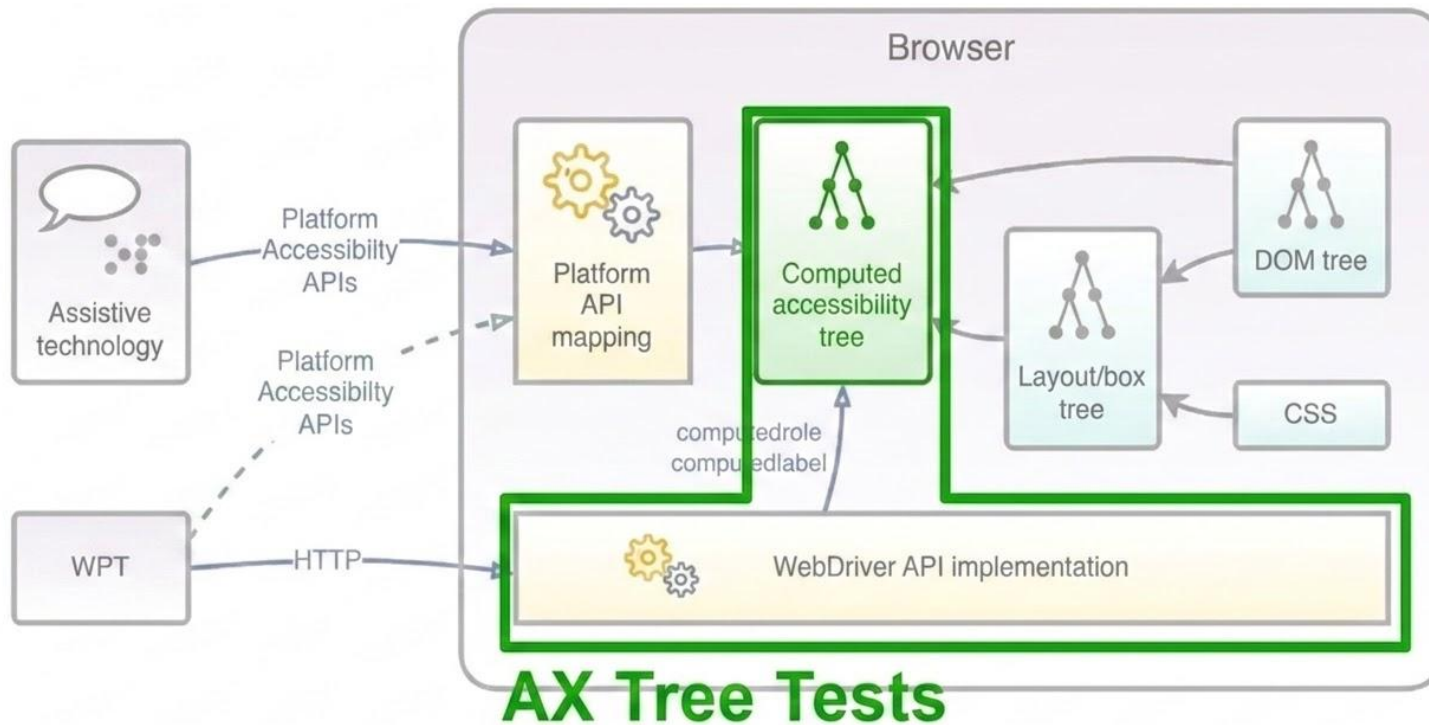 Browser
Assistive
technology
Platform
Accessibilty
APIs
Platform
API
mapping
Computed
accessibility
tree
DOM tree
Layout/box
tree
CSS
Platform
Accessibilty
APIs
computedrole
computedlabel
WPT
HTTP
WebDriver API implementation
AX Tree Tests